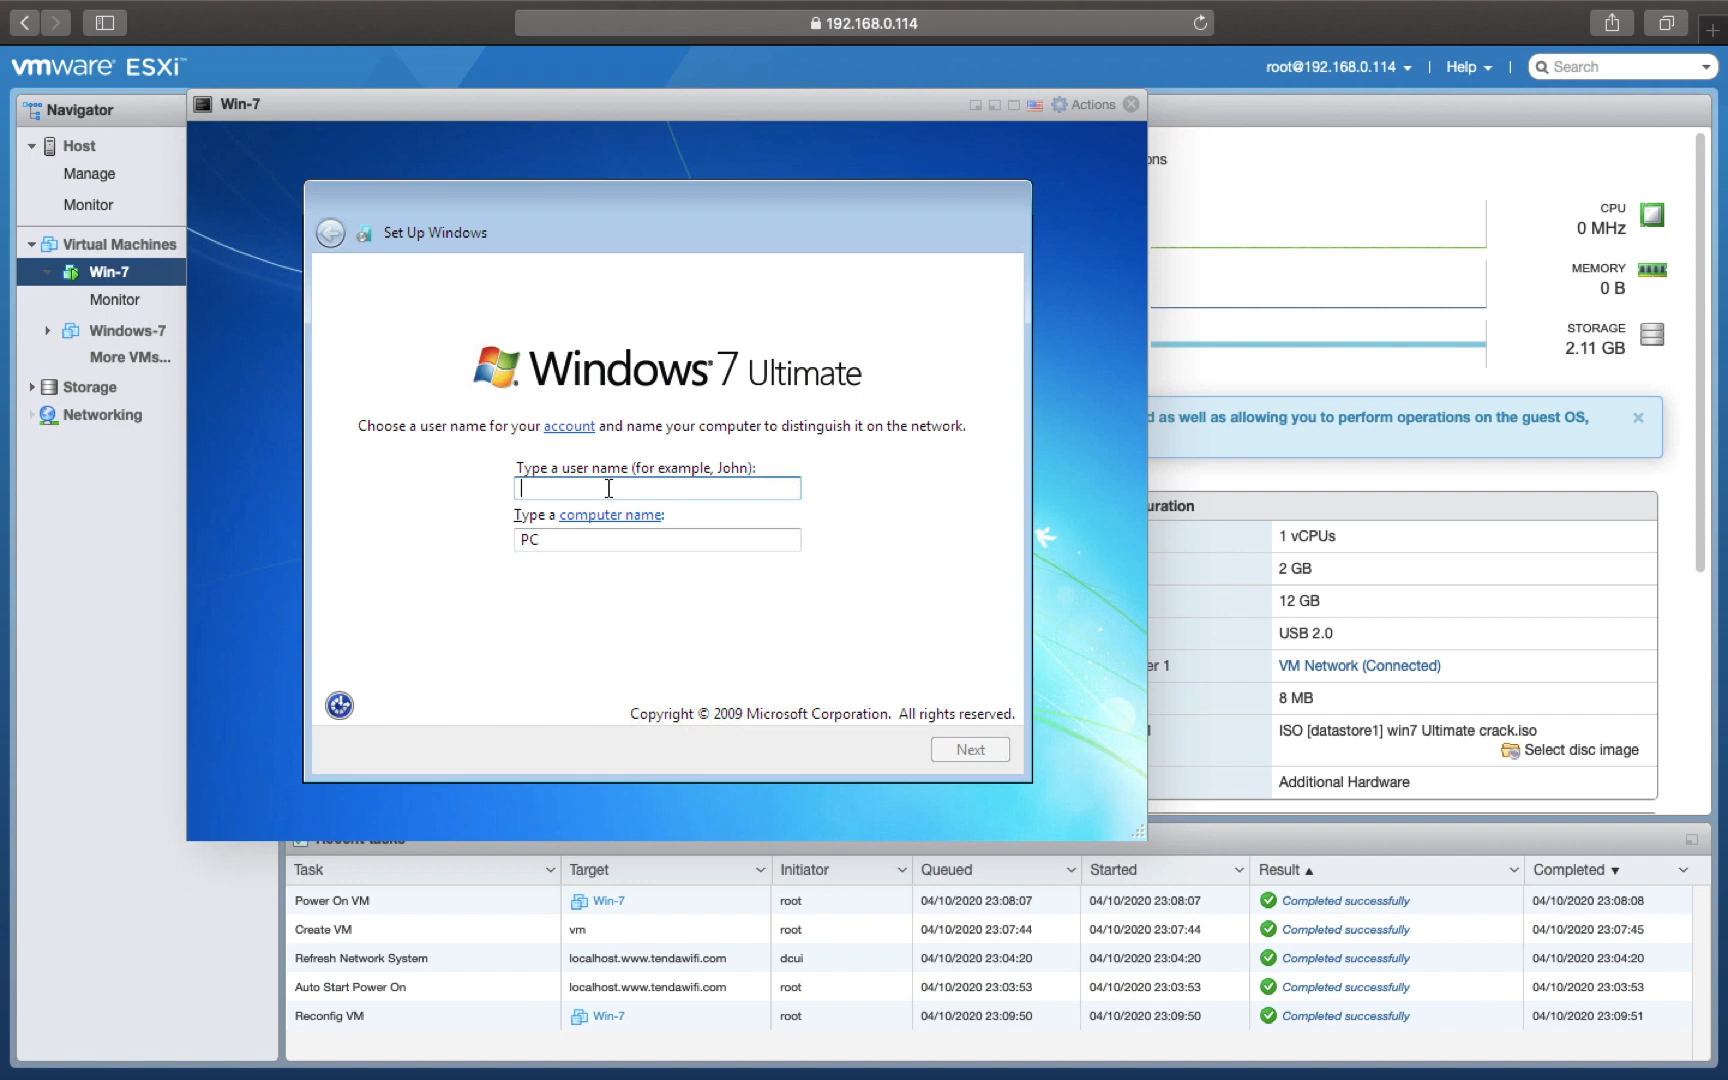 192.168.0.114
vmware ESXi™
root@192.168.0.114 | Help | Search
Navigator
Host
Manage
Monitor
Virtual Machines
Win-7
Monitor
Windows-7
More VMs...
Storage
Networking
Win-7
Actions
Set Up Windows
Windows 7 Ultimate
Choose a user name for your account and name your computer to distinguish it on the network.
Type a user name (for example, John):
Type a computer name:
PC
Copyright © 2009 Microsoft Corporation. All rights reserved.
Next
ons
CPU
0 MHz
MEMORY
0 B
STORAGE
2.11 GB
d as well as allowing you to perform operations on the guest OS,
uration
1 vCPUs
2 GB
12 GB
USB 2.0
er 1 VM Network (Connected)
8 MB
ISO [datastore1] win7 Ultimate crack.iso
Select disc image
Additional Hardware
Recent tasks
Task Target Initiator Queued Started Result ▲ Completed ▼
Power On VM Win-7 root 04/10/2020 23:08:07 04/10/2020 23:08:07 Completed successfully 04/10/2020 23:08:08
Create VM vm root 04/10/2020 23:07:44 04/10/2020 23:07:44 Completed successfully 04/10/2020 23:07:45
Refresh Network System localhost.www.tendawifi.com dcui 04/10/2020 23:04:20 04/10/2020 23:04:20 Completed successfully 04/10/2020 23:04:20
Auto Start Power On localhost.www.tendawifi.com root 04/10/2020 23:03:53 04/10/2020 23:03:53 Completed successfully 04/10/2020 23:03:53
Reconfig VM Win-7 root 04/10/2020 23:09:50 04/10/2020 23:09:50 Completed successfully 04/10/2020 23:09:51